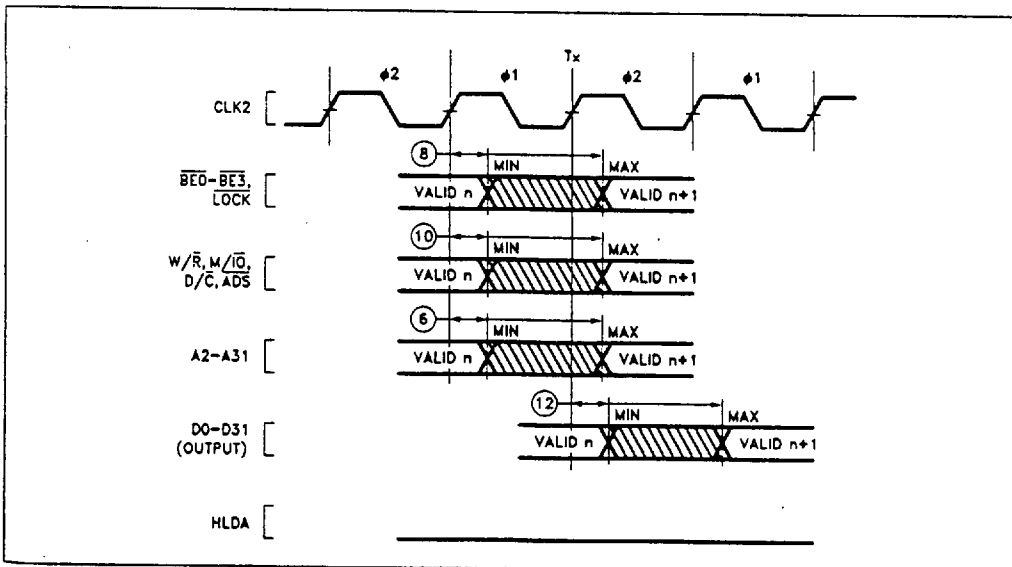 Tx
ϕ2 ϕ1 ϕ2 ϕ1
CLK2
8
MIN MAX
BE0-BE3,
LOCK
VALID n VALID n+1
10
MIN MAX
W/R, M/IO,
D/C, ADS
VALID n VALID n+1
6
MIN MAX
A2-A31
VALID n VALID n+1
12
MIN MAX
D0-D31
(OUTPUT)
VALID n VALID n+1
HLDA